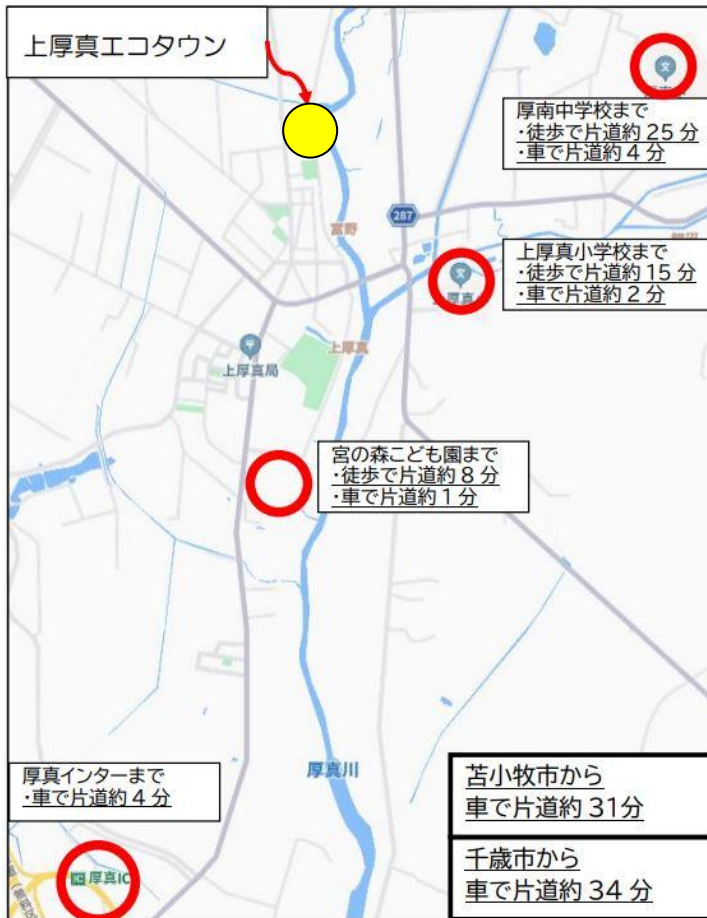 上厚真エコタウン
厚南中学校まで
・徒歩で片道約 25 分
・車で片道約 4 分
287
富野
上厚真小学校まで
・徒歩で片道約 15 分
・車で片道約 2 分
上厚真
上厚真局
宮の森こども園まで
・徒歩で片道約 8 分
・車で片道約 1 分
厚真川
厚真インターまで
・車で片道約 4 分
苫小牧市から
車で片道約 31分
千歳市から
車で片道約 34 分
IC 厚真IC